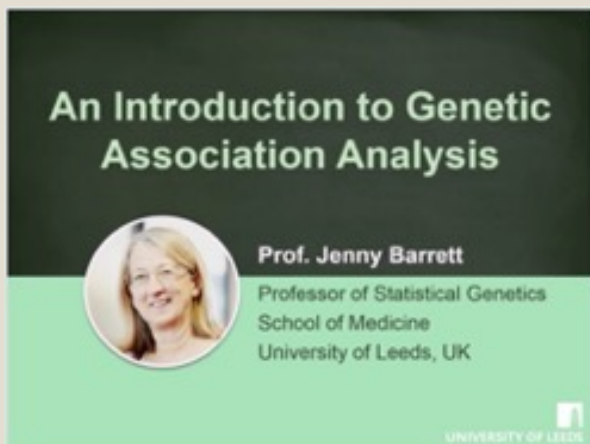 An Introduction to Genetic
Association Analysis
Prof. Jenny Barrett
Professor of Statistical Genetics
School of Medicine
University of Leeds, UK
UNIVERSITY OF LEEDS